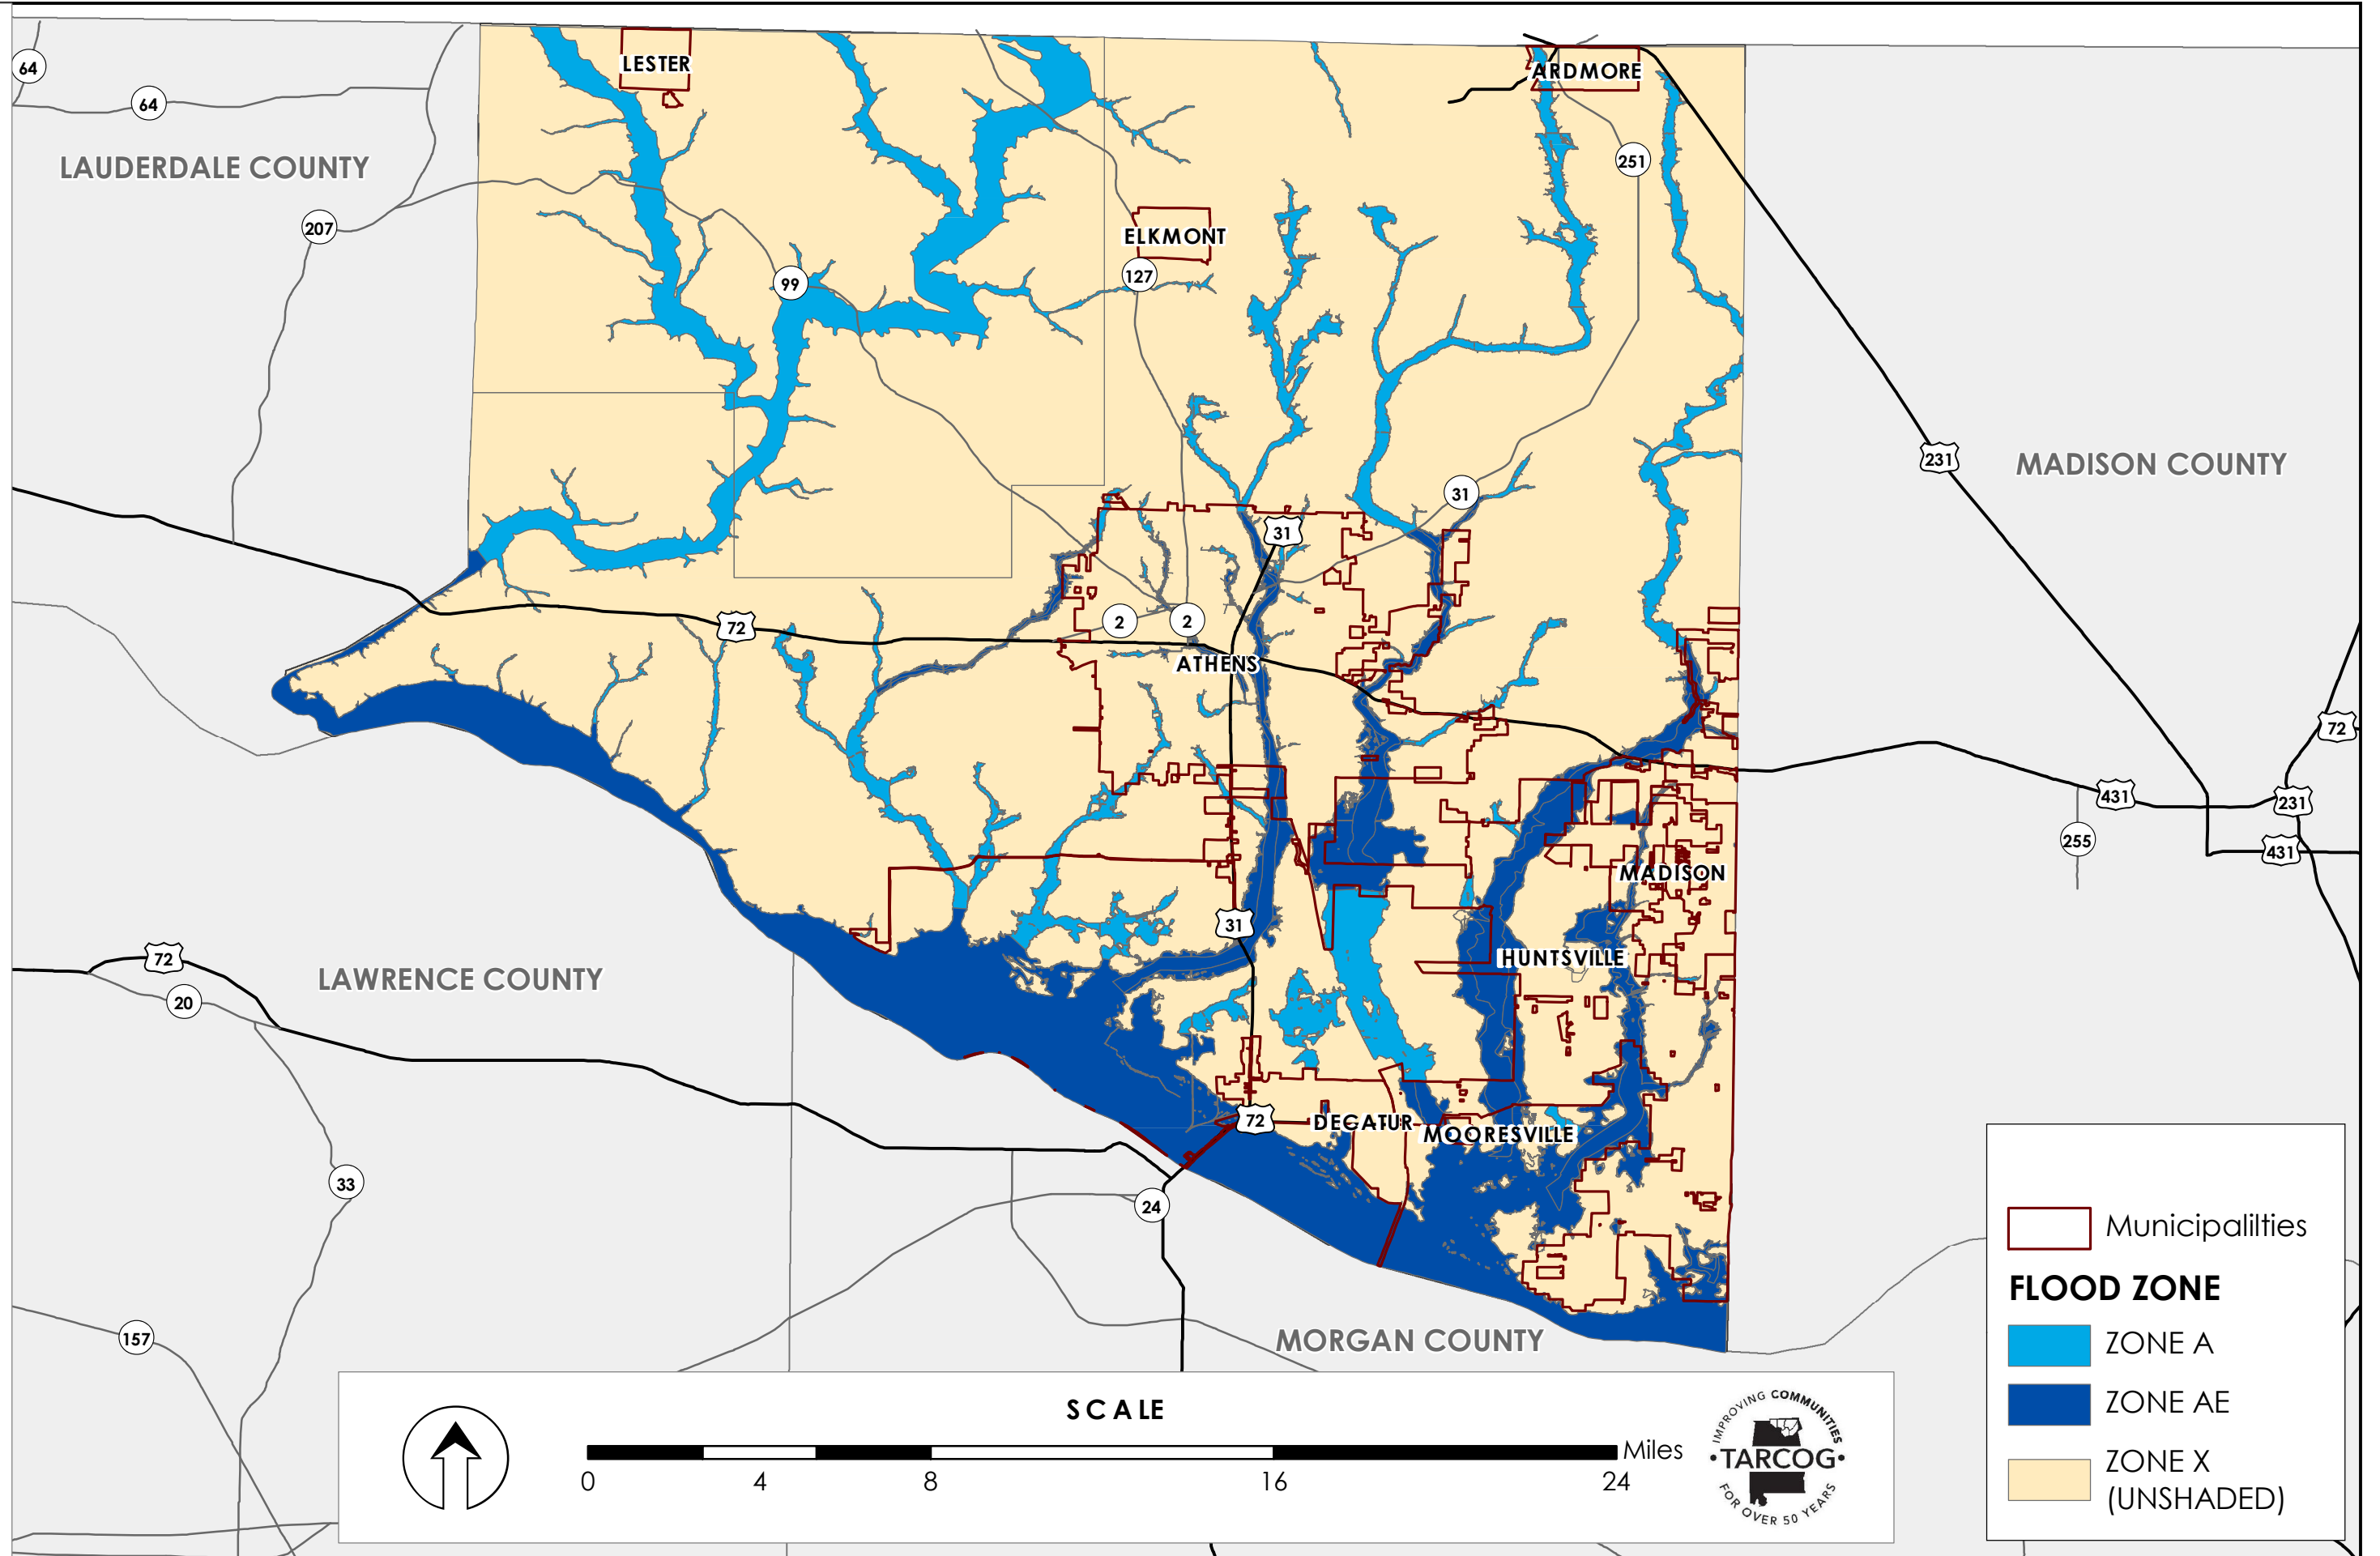 LESTER
ARDMORE
64
64
251
LAUDERDALE COUNTY
207
ELKMONT
127
99
231
MADISON COUNTY
31
31
2
2
72
ATHENS
72
431
231
255
431
MADISON
31
HUNTSVILLE
72
LAWRENCE COUNTY
20
72
DECATUR
MOORESVILLE
33
24
157
MORGAN COUNTY
Municipalilties
FLOOD ZONE
ZONE A
ZONE AE
ZONE X
(UNSHADED)
SCALE
Miles
0 4 8 16 24
IMPROVING COMMUNITIES
•TARCOG•
FOR OVER 50 YEARS